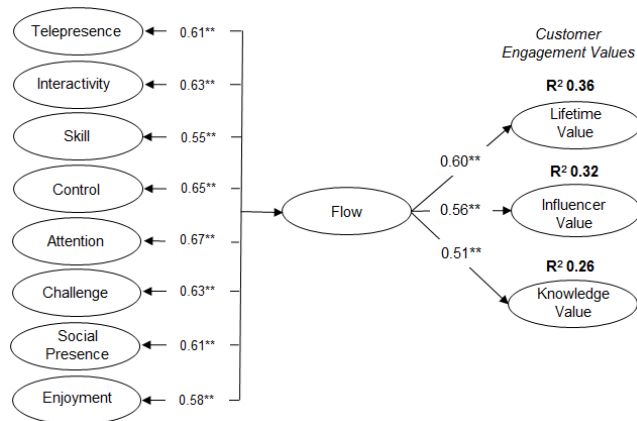 Customer
Engagement Values
Telepresence
0.61**
Interactivity
0.63**
Skill
0.55**
Control
0.65**
Attention
0.67**
Challenge
0.63**
Social
Presence
0.61**
Enjoyment
0.58**
Flow
0.60**
0.56**
0.51**
R² 0.36
Lifetime
Value
R² 0.32
Influencer
Value
R² 0.26
Knowledge
Value